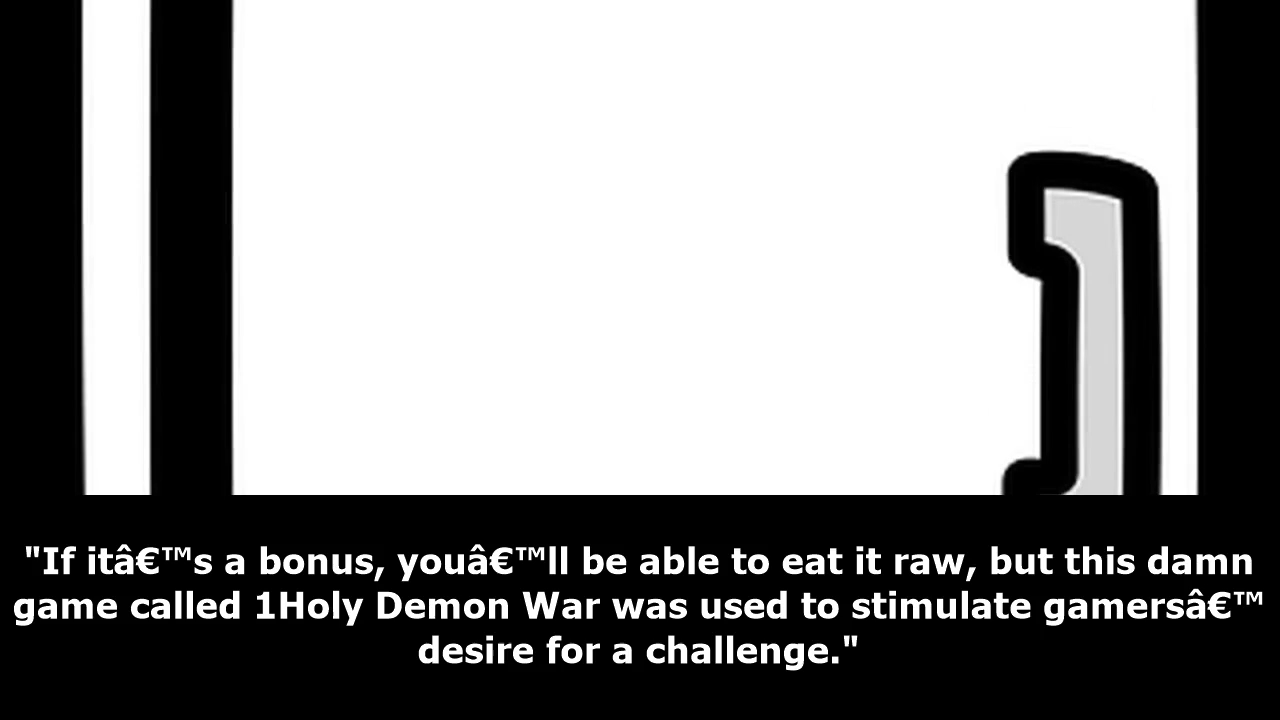 "If itâ€™s a bonus, youâ€™ll be able to eat it raw, but this damn
game called 1Holy Demon War was used to stimulate gamersâ€™
desire for a challenge."